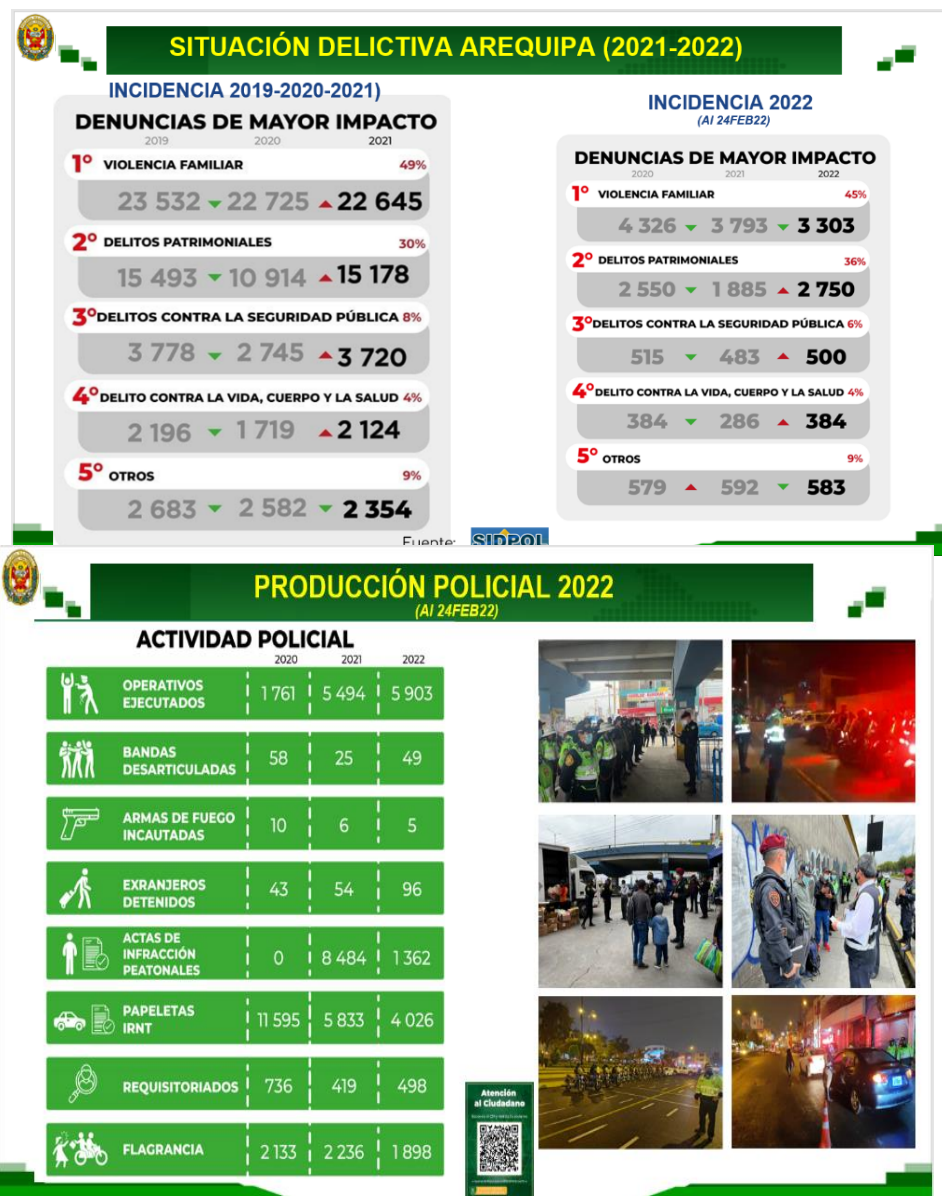 SITUACIÓN DELICTIVA AREQUIPA (2021-2022)
INCIDENCIA 2019-2020-2021)
DENUNCIAS DE MAYOR IMPACTO
2019 2020 2021
1° VIOLENCIA FAMILIAR 49%
23 532 22 725 22 645
2° DELITOS PATRIMONIALES 30%
15 493 10 914 15 178
3° DELITOS CONTRA LA SEGURIDAD PÚBLICA 8%
3 778 2 745 3 720
4° DELITO CONTRA LA VIDA, CUERPO Y LA SALUD 4%
2 196 1 719 2 124
5° OTROS 9%
2 683 2 582 2 354
INCIDENCIA 2022
(Al 24FEB22)
DENUNCIAS DE MAYOR IMPACTO
2020 2021 2022
1° VIOLENCIA FAMILIAR 45%
4 326 3 793 3 303
2° DELITOS PATRIMONIALES 36%
2 550 1 885 2 750
3° DELITOS CONTRA LA SEGURIDAD PÚBLICA 6%
515 483 500
4° DELITO CONTRA LA VIDA, CUERPO Y LA SALUD 4%
384 286 384
5° OTROS 9%
579 592 583
Fuente: SIDPOL
PRODUCCIÓN POLICIAL 2022
(Al 24FEB22)
ACTIVIDAD POLICIAL
2020 2021 2022
OPERATIVOS
EJECUTADOS 1 761 5 494 5 903
BANDAS
DESARTICULADAS 58 25 49
ARMAS DE FUEGO
INCAUTADAS 10 6 5
EXRANJEROS
DETENIDOS 43 54 96
ACTAS DE
INFRACCIÓN
PEATONALES 0 8 484 1 362
PAPELETAS
IRNT 11 595 5 833 4 026
REQUISITORIADOS 736 419 498
FLAGRANCIA 2 133 2 236 1 898
Atención
al Ciudadano